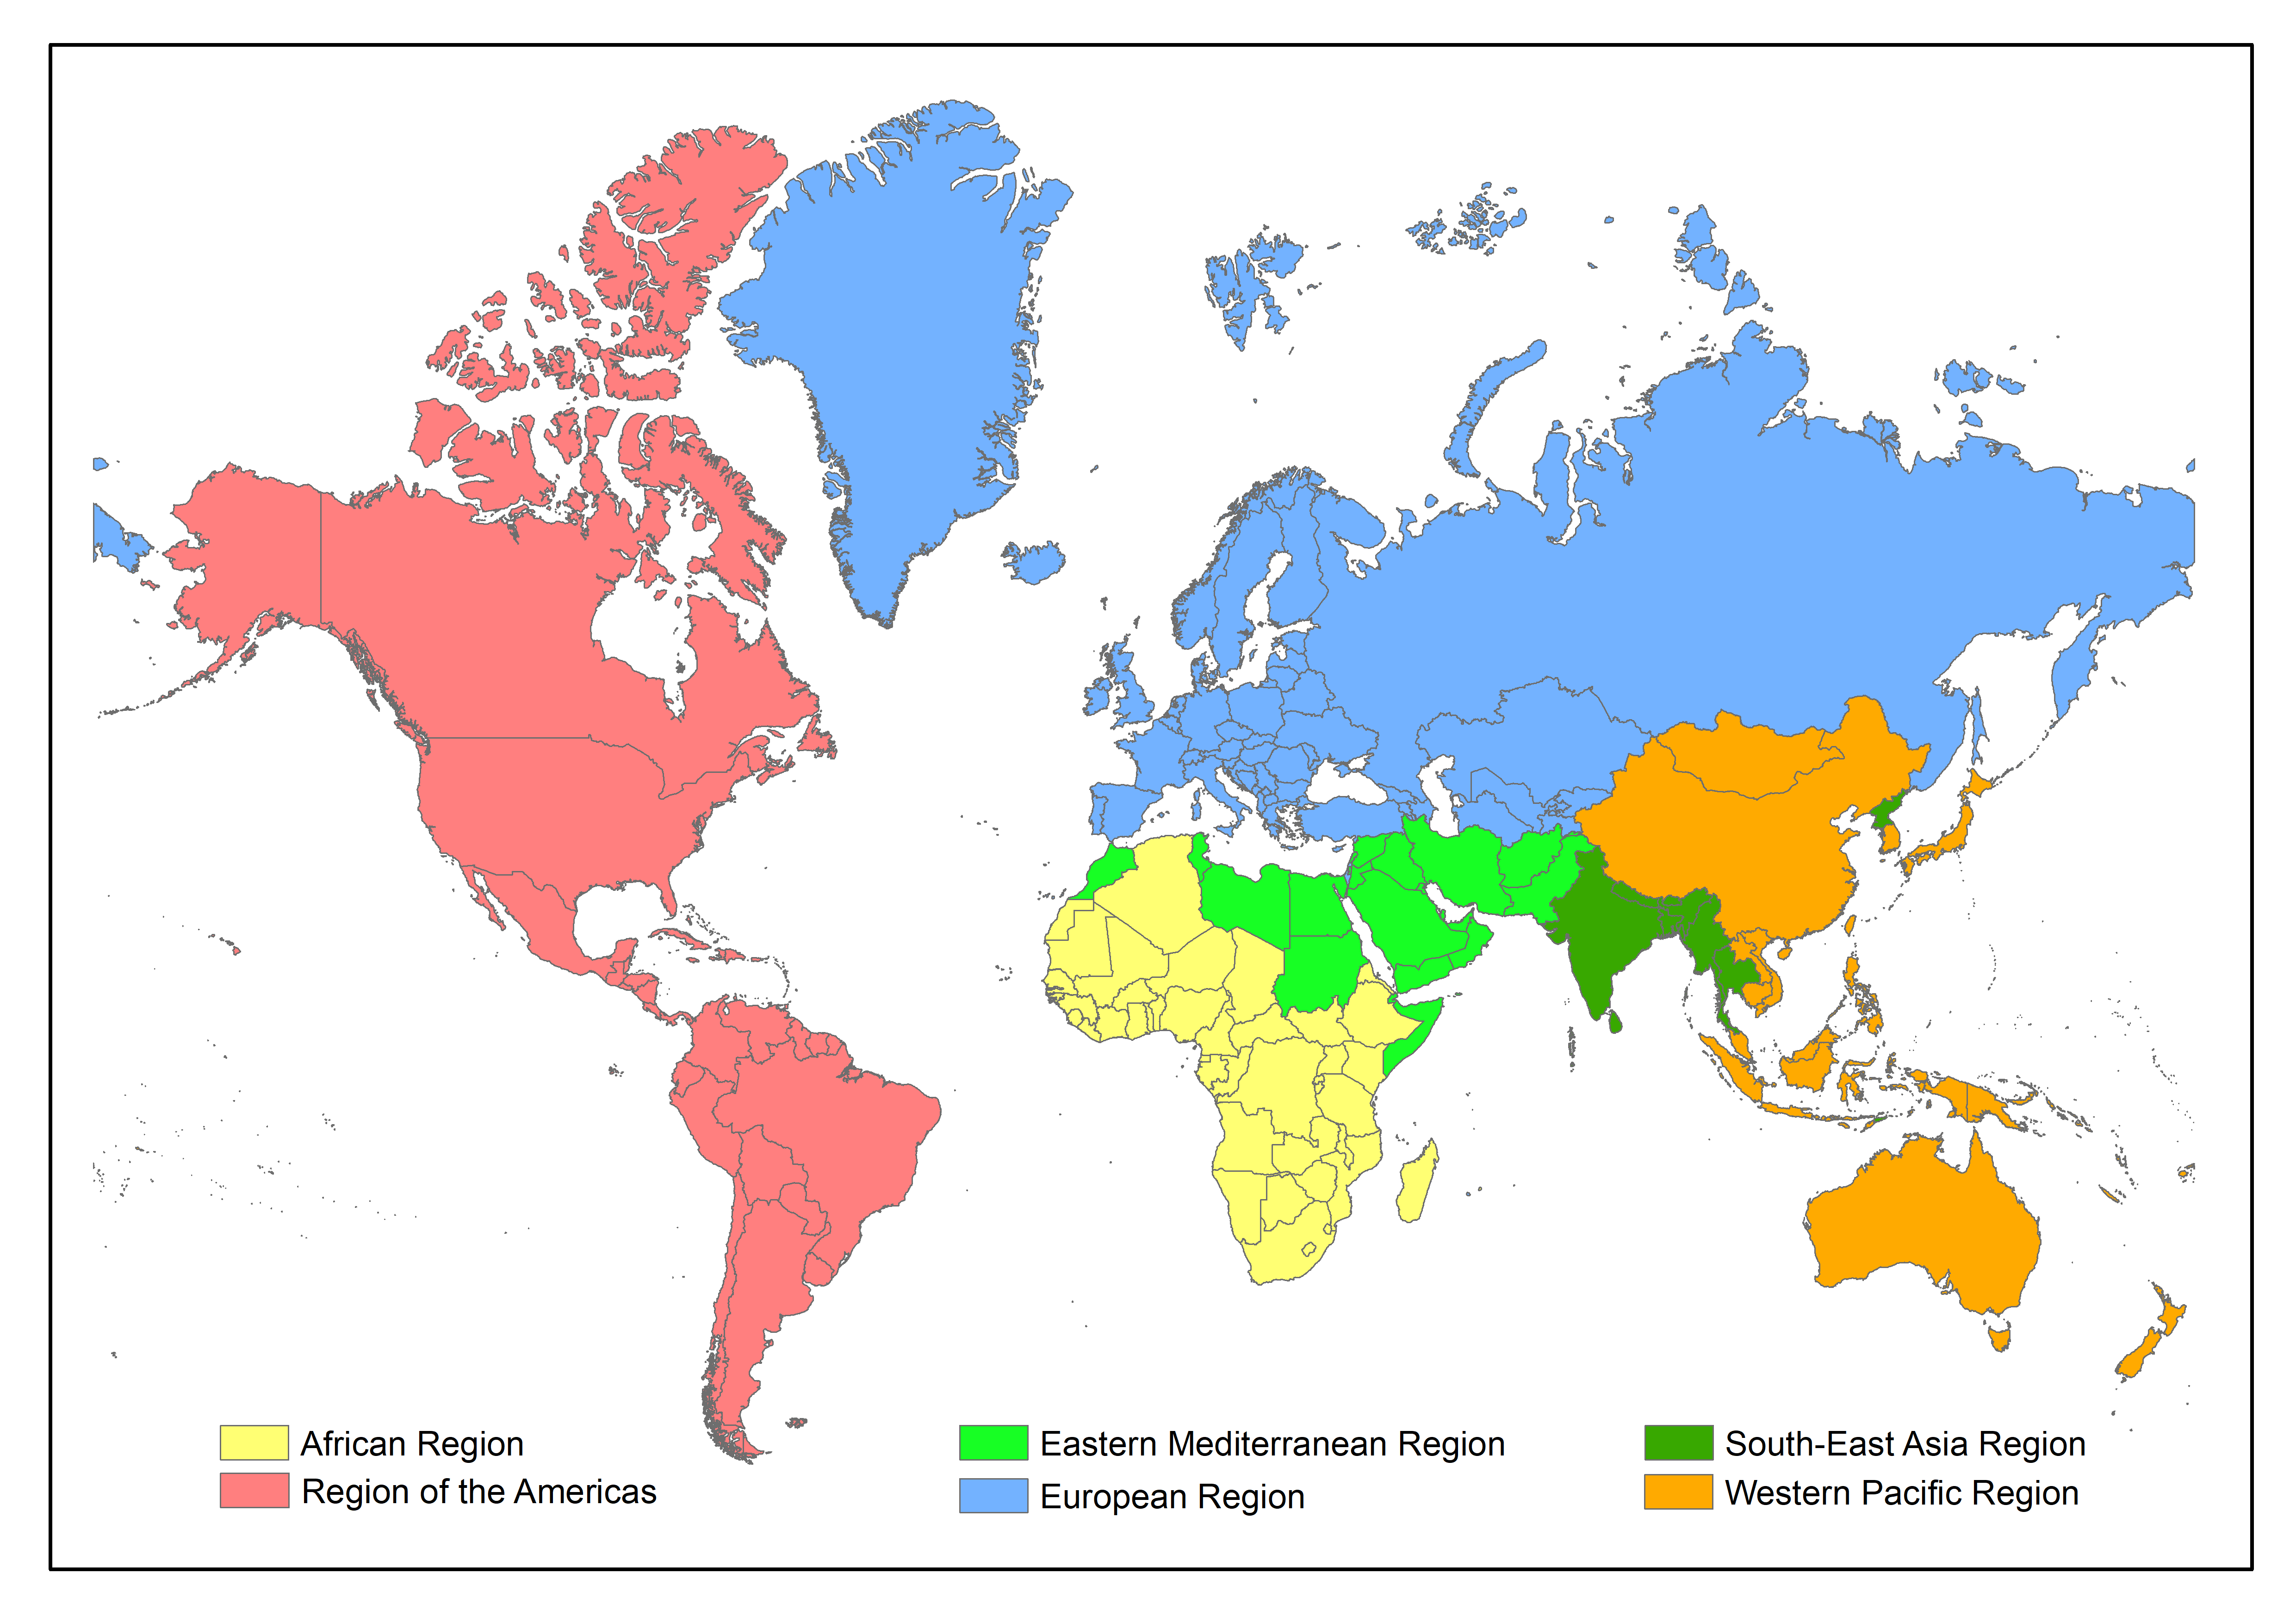 African Region
Region of the Americas
Eastern Mediterranean Region
European Region
South-East Asia Region
Western Pacific Region